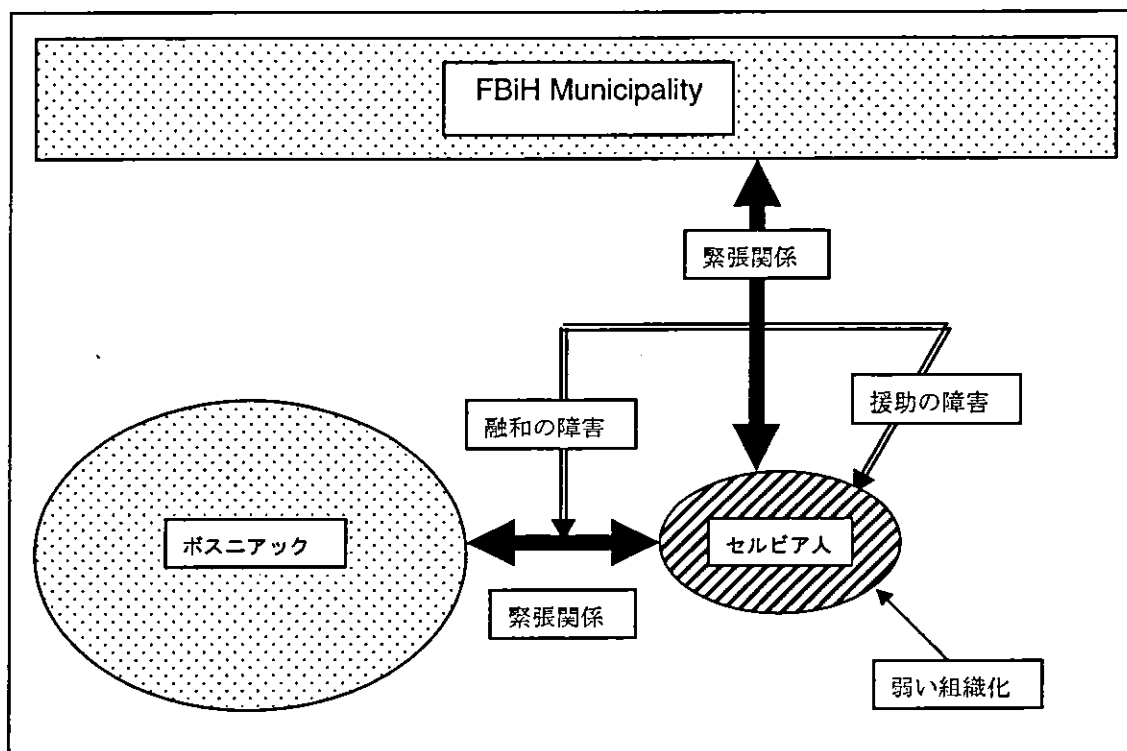 FBiH Municipality
緊張関係
融和の障害
援助の障害
ボスニアック
セルビア人
緊張関係
弱い組織化